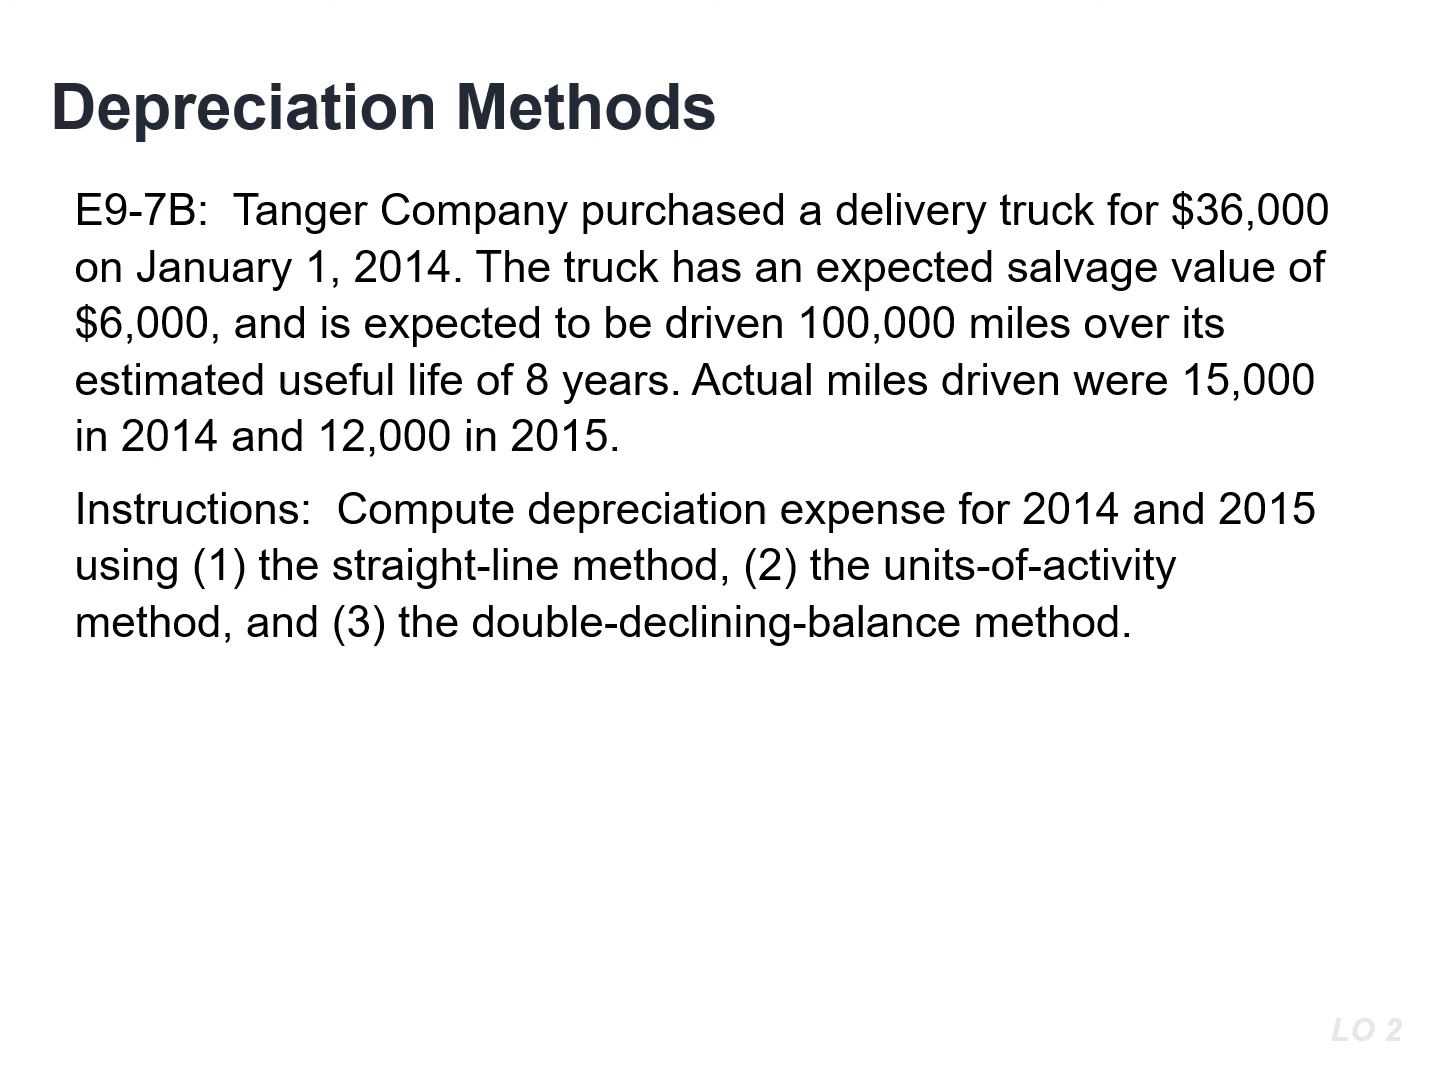 Depreciation Methods
E9-7B:  Tanger Company purchased a delivery truck for $36,000
on January 1, 2014. The truck has an expected salvage value of
$6,000, and is expected to be driven 100,000 miles over its
estimated useful life of 8 years. Actual miles driven were 15,000
in 2014 and 12,000 in 2015.
Instructions:  Compute depreciation expense for 2014 and 2015
using (1) the straight-line method, (2) the units-of-activity
method, and (3) the double-declining-balance method.
LO 2